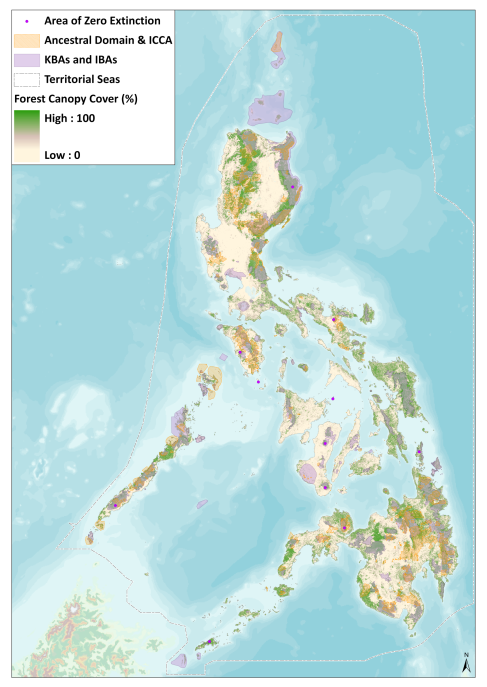 Area of Zero Extinction
Ancestral Domain & ICCA
KBAs and IBAs
Territorial Seas
Forest Canopy Cover (%)
High : 100
Low : 0
N